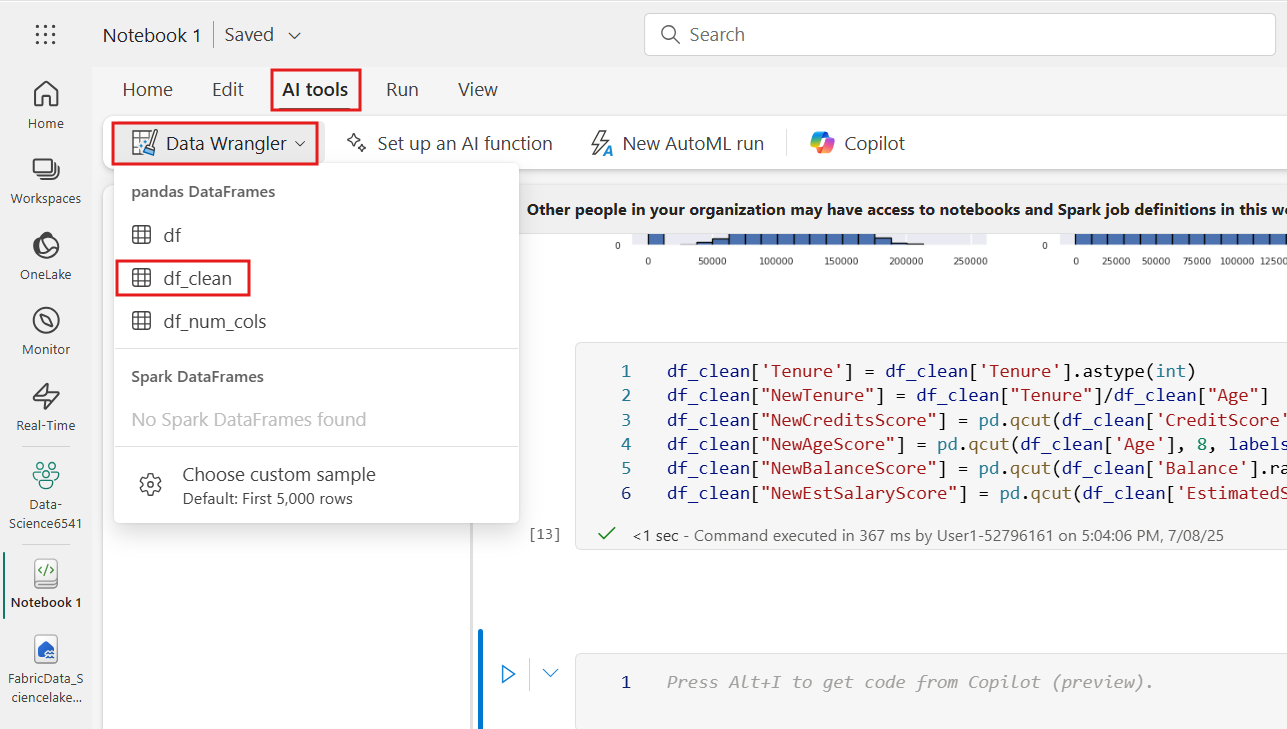 Notebook 1
Saved
Search
Home
Edit
AI tools
Run
View
Data Wrangler
Set up an AI function
New AutoML run
Copilot
Home
Workspaces
OneLake
Monitor
Real-Time
Data-
Science6541
Notebook 1
FabricData_S
ciencelake...
pandas DataFrames
df
df_clean
df_num_cols
Spark DataFrames
No Spark DataFrames found
Choose custom sample
Default: First 5,000 rows
Other people in your organization may have access to notebooks and Spark job definitions in this
0
0 50000 100000 150000 200000 250000
0
0 25000 50000 75000 100000
1 df_clean['Tenure'] = df_clean['Tenure'].astype(int)
2 df_clean["NewTenure"] = df_clean["Tenure"]/df_clean["Age"]
3 df_clean["NewCreditsScore"] = pd.qcut(df_clean['CreditScore'
4 df_clean["NewAgeScore"] = pd.qcut(df_clean['Age'], 8, labels
5 df_clean["NewBalanceScore"] = pd.qcut(df_clean['Balance'].ra
6 df_clean["NewEstSalaryScore"] = pd.qcut(df_clean['EstimatedS
[13]
<1 sec - Command executed in 367 ms by User1-52796161 on 5:04:06 PM, 7/08/25
1 Press Alt+I to get code from Copilot (preview).